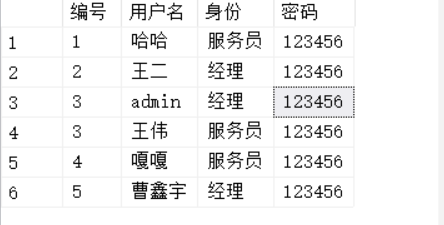 编号 用户名 身份 密码
1 1 哈哈 服务员 123456
2 2 王二 经理 123456
3 3 admin 经理 123456
4 3 王伟 服务员 123456
5 4 嘎嘎 服务员 123456
6 5 曹鑫宇 经理 123456